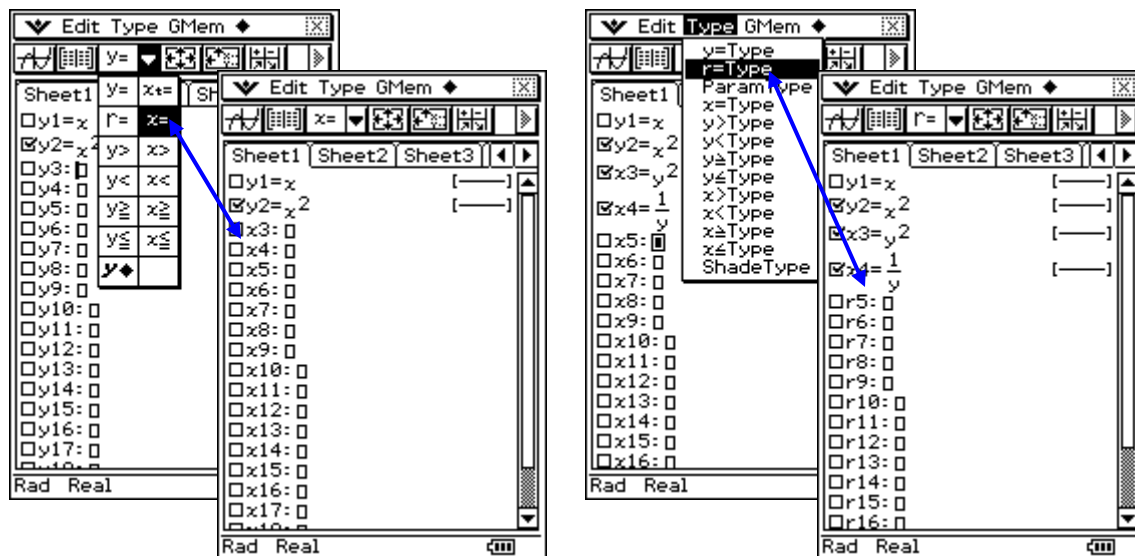 Edit Type GMem ◆
y=
Sheet1 Sh
y= xt=
r= x=
y> x>
y< x<
y≧ x≧
y≦ x≦
y◆
□y1=x
☑y2=x²
□y3:▯
□y4:▯
□y5:▯
□y6:▯
□y7:▯
□y8:▯
□y9:▯
□y10:▯
□y11:▯
□y12:▯
□y13:▯
□y14:▯
□y15:▯
□y16:▯
□y17:▯
Rad Real
Edit Type GMem ◆
x=
Sheet1 Sheet2 Sheet3
□y1=x [——]
☑y2=x² [——]
□x3:▯
□x4:▯
□x5:▯
□x6:▯
□x7:▯
□x8:▯
□x9:▯
□x10:▯
□x11:▯
□x12:▯
□x13:▯
□x14:▯
□x15:▯
□x16:▯
□x17:▯
Rad Real
Edit Type GMem ◆
y=Type
r=Type
ParamType
x=Type
y>Type
y<Type
y≧Type
y≦Type
x>Type
x<Type
x≧Type
x≦Type
ShadeType
Sheet1
□y1=x
☑y2=x²
☑x3=y²
☑x4=1/y
□x5:▯
□x6:▯
□x7:▯
□x8:▯
□x9:▯
□x10:▯
□x11:▯
□x12:▯
□x13:▯
□x14:▯
□x15:▯
□x16:▯
Rad Real
Edit Type GMem ◆
r=
Sheet1 Sheet2 Sheet3
□y1=x [——]
☑y2=x² [——]
☑x3=y² [——]
☑x4=1/y [——]
□r5:▯
□r6:▯
□r7:▯
□r8:▯
□r9:▯
□r10:▯
□r11:▯
□r12:▯
□r13:▯
□r14:▯
□r15:▯
□r16:▯
Rad Real